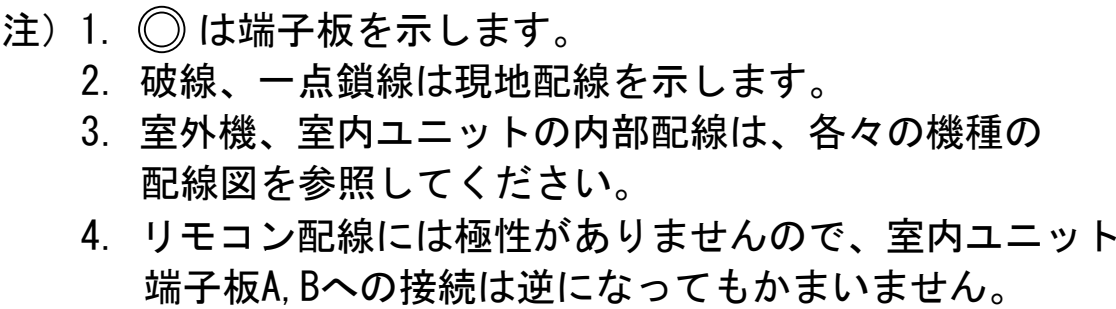 注）1. ◎ は端子板を示します。
2. 破線、一点鎖線は現地配線を示します。
3. 室外機、室内ユニットの内部配線は、各々の機種の
配線図を参照してください。
4. リモコン配線には極性がありませんので、室内ユニット
端子板A,Bへの接続は逆になってもかまいません。